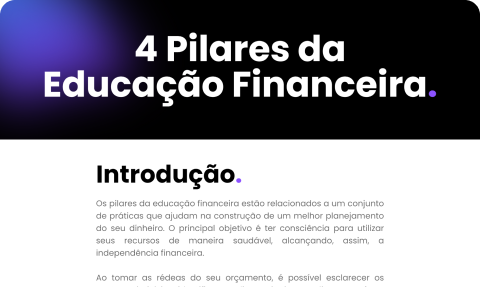 4 Pilares da
Educação Financeira.
Introdução.
Os pilares da educação financeira estão relacionados a um conjunto
de práticas que ajudam na construção de um melhor planejamento
do seu dinheiro. O principal objetivo é ter consciência para utilizar
seus recursos de maneira saudável, alcançando, assim, a
independência financeira.
Ao tomar as rédeas do seu orçamento, é possível esclarecer os